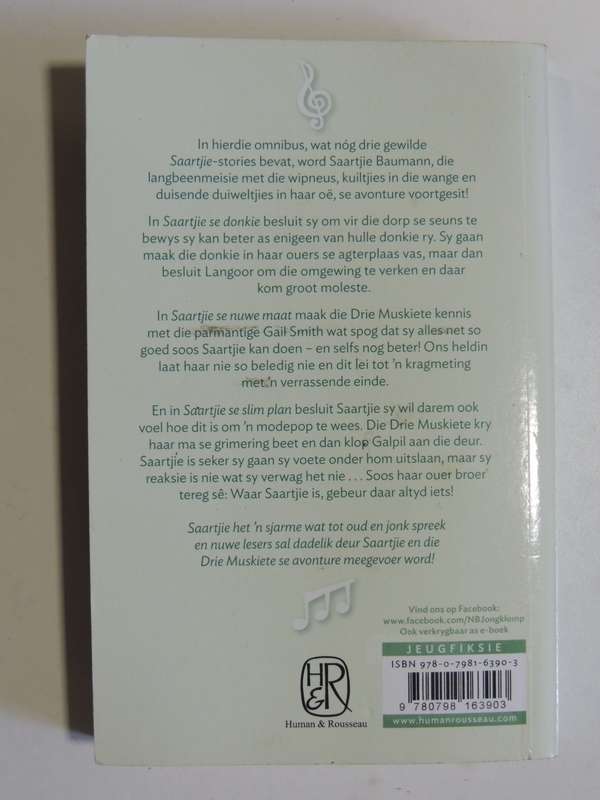 In hierdie omnibus, wat nóg drie gewilde
Saartjie-stories bevat, word Saartjie Baumann, die
langbeenmeisie met die wipneus, kuiltjies in die wange en
duisende duiweltjies in haar oë, se avonture voortgesit!
In Saartjie se donkie besluit sy om vir die dorp se seuns te
bewys sy kan beter as enigeen van hulle donkie ry. Sy gaan
maak die donkie in haar ouers se agterplaas vas, maar dan
besluit Langoor om die omgewing te verken en daar
kom groot moleste.
In Saartjie se nuwe maat maak die Drie Muskiete kennis
met die parmantige Gail Smith wat spog dat sy alles net so
goed soos Saartjie kan doen – en selfs nog beter! Ons heldin
laat haar nie so beledig nie en dit lei tot 'n kragmeting
met 'n verrassende einde.
En in Saartjie se slim plan besluit Saartjie sy wil darem ook
voel hoe dit is om 'n modepop te wees. Die Drie Muskiete kry
haar ma se grimering beet en dan klop Galpil aan die deur.
Saartjie is seker sy gaan sy voete onder hom uitslaan, maar sy
reaksie is nie wat sy verwag het nie ... Soos haar ouer broer
tereg sê: Waar Saartjie is, gebeur daar altyd iets!
Saartjie het 'n sjarme wat tot oud en jonk spreek
en nuwe lesers sal dadelik deur Saartjie en die
Drie Muskiete se avonture meegevoer word!
Vind ons op Facebook:
www.facebook.com/NBJongklomp
Ook verkrygbaar as e-boek
JEUGFIKSIE
ISBN 978-0-7981-6390-3
9 780798 163903
www.humanrousseau.com
H&R
Human & Rousseau